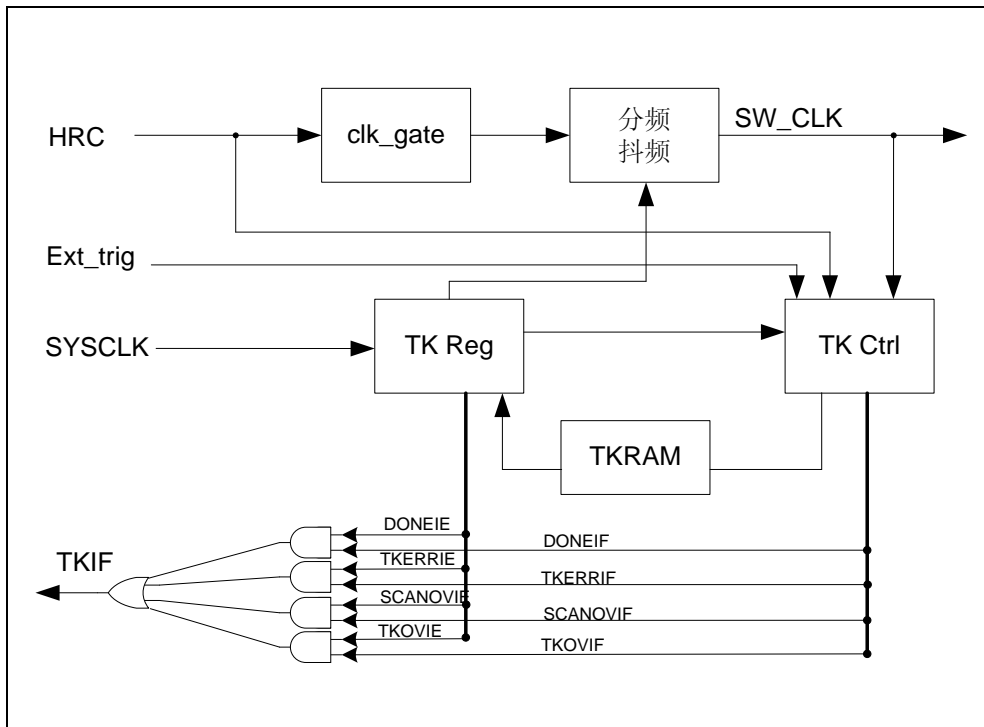 HRC
clk_gate
分频
抖频
SW_CLK
Ext_trig
SYSCLK
TK Reg
TK Ctrl
TKRAM
TKIF
DONEIE
DONEIF
TKERRIE
TKERRIF
SCANOVIE
SCANOVIF
TKOVIE
TKOVIF